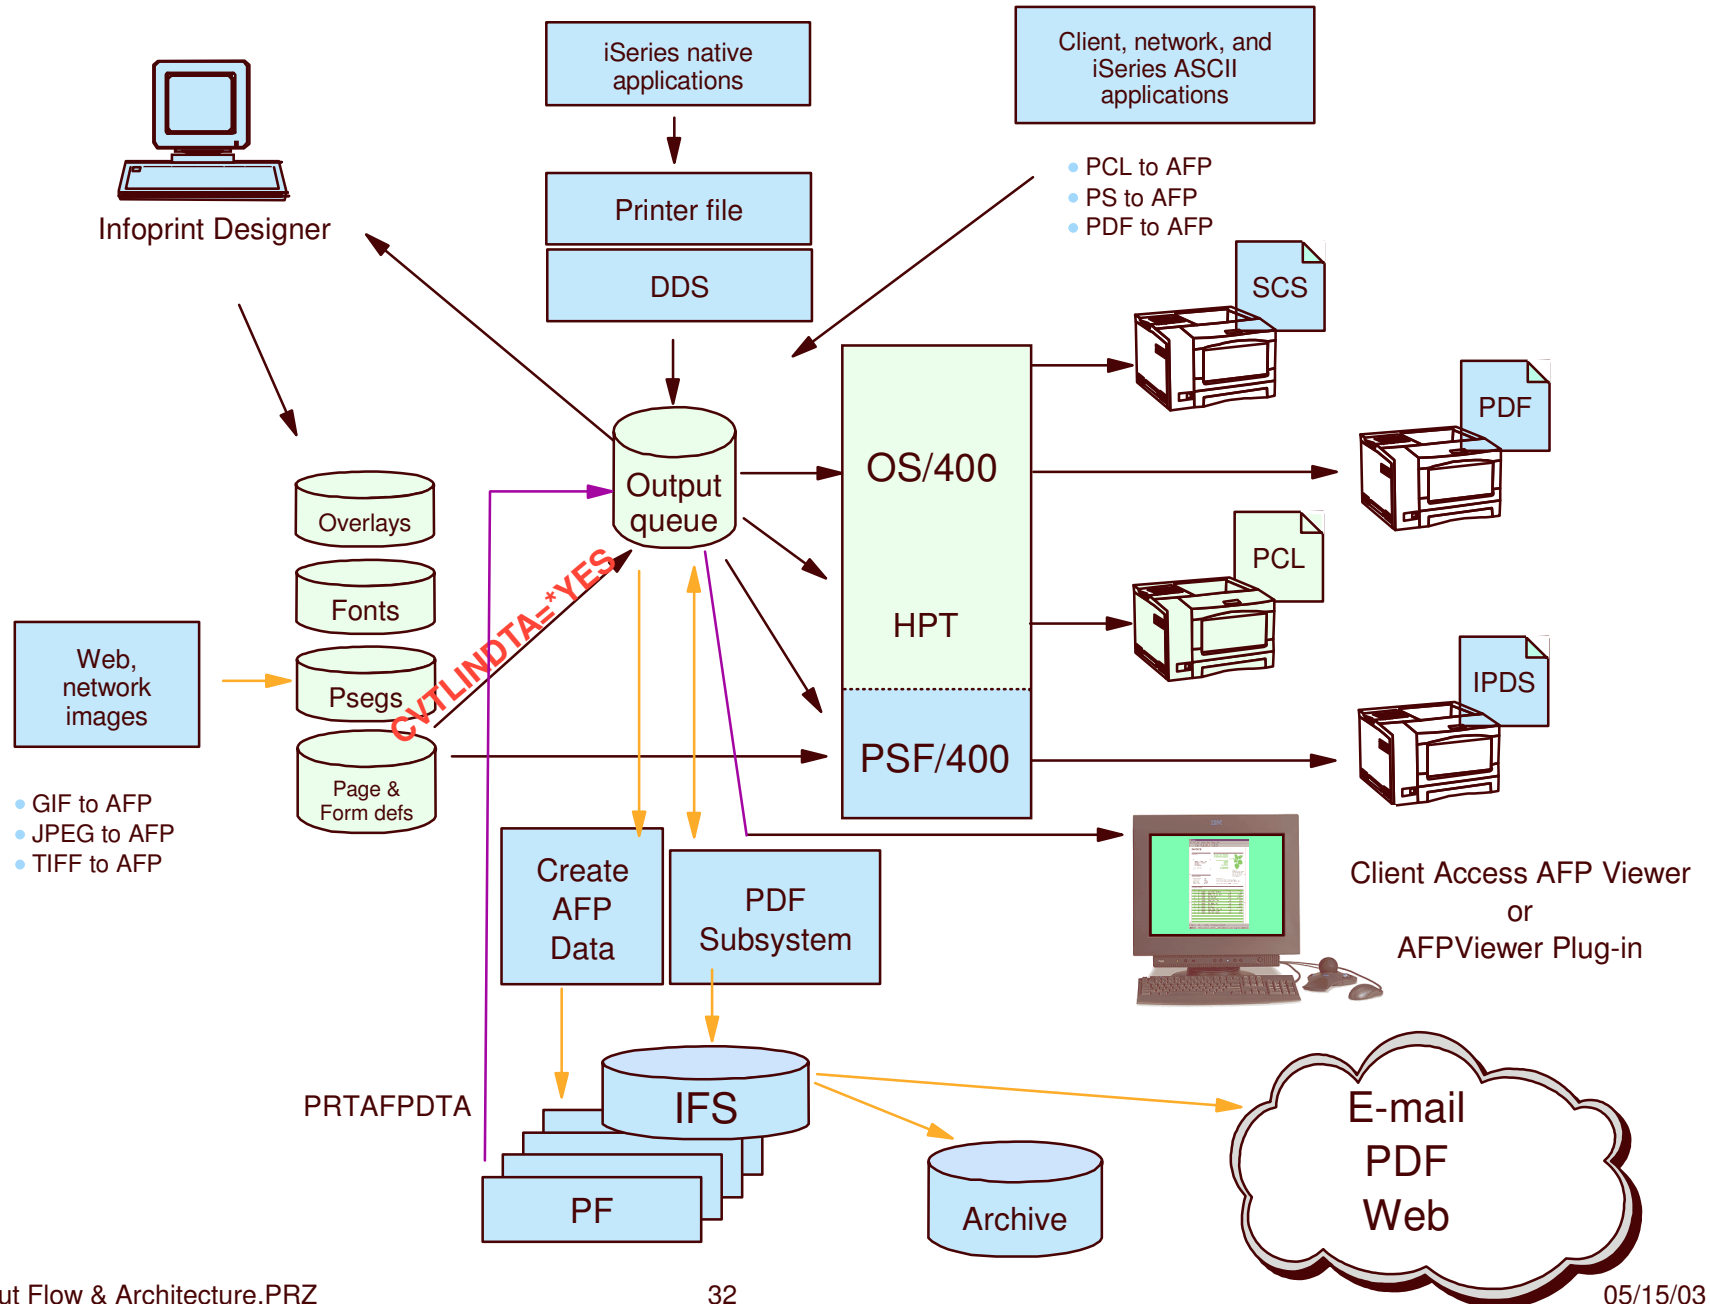 iSeries native
applications
Client, network, and
iSeries ASCII
applications
PCL to AFP
PS to AFP
PDF to AFP
Infoprint Designer
Printer file
DDS
SCS
PDF
OS/400
Output
queue
Overlays
Fonts
Psegs
Page &
Form defs
CVTLINDTA=*YES
HPT
PCL
IPDS
PSF/400
Web,
network
images
GIF to AFP
JPEG to AFP
TIFF to AFP
Create
AFP
Data
PDF
Subsystem
Client Access AFP Viewer
or
AFPViewer Plug-in
PRTAFPDTA
IFS
PF
Archive
E-mail
PDF
Web
ut Flow & Architecture.PRZ
32
05/15/03